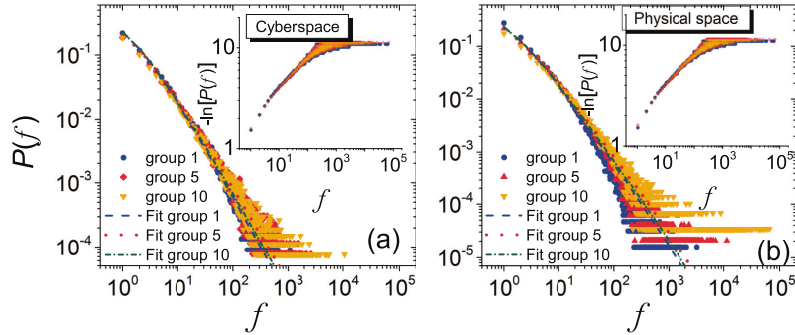 Cyberspace
10
-ln[P(f)]
1
10^1
10^3
10^5
f
10^-1
10^-2
10^-3
10^-4
P(f)
group 1
group 5
group 10
Fit group 1
Fit group 5
Fit group 10
(a)
10^0
10^1
10^2
10^3
10^4
10^5
f
Physical space
10
-ln[P(f)]
1
10^1
10^3
10^5
f
10^-1
10^-2
10^-3
10^-4
10^-5
group 1
group 5
group 10
Fit group 1
Fit group 5
Fit group 10
(b)
10^0
10^1
10^2
10^3
10^4
10^5
f